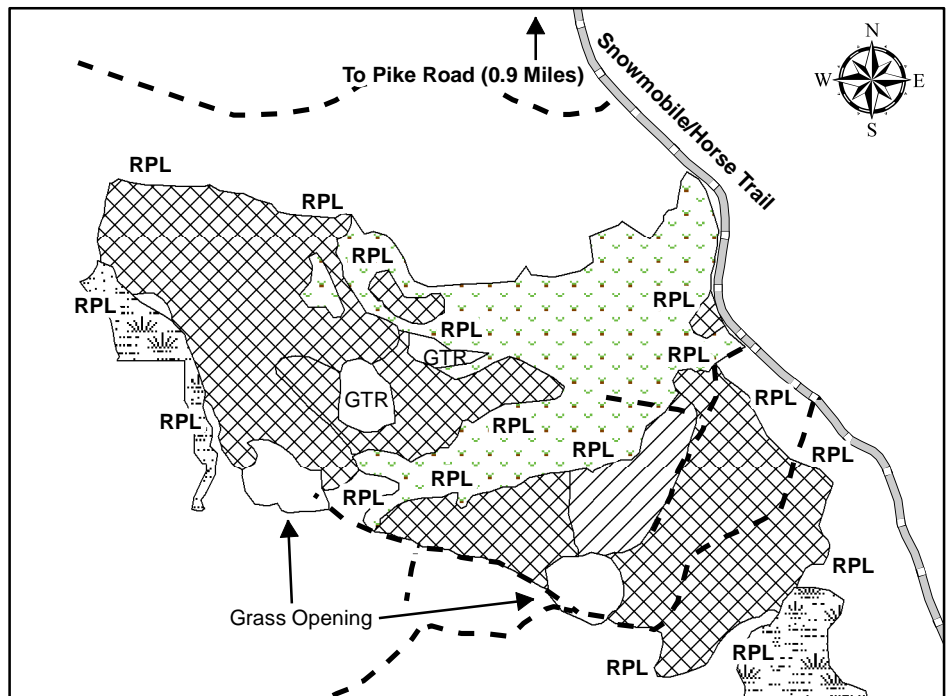 N
To Pike Road (0.9 Miles)
Snowmobile/Horse Trail
W
E
S
RPL
RPL
RPL
RPL
RPL
RPL
GTR
RPL
RPL
GTR
RPL
RPL
RPL
RPL
RPL
RPL
RPL
Grass Opening
RPL
RPL